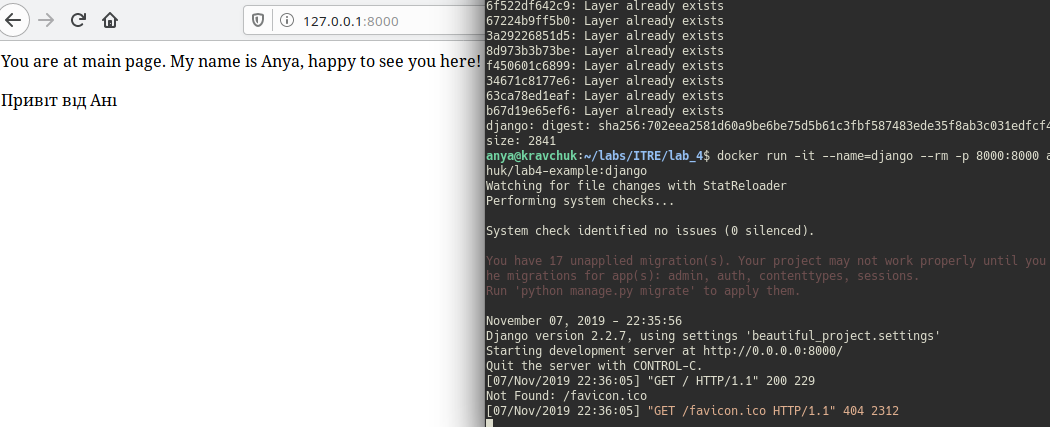 127.0.0.1:8000
You are at main page. My name is Anya, happy to see you here!
Привіт від Ані
6f522df642c9: Layer already exists
67224b9ff5b0: Layer already exists
3a29226851d5: Layer already exists
8d973b3b73be: Layer already exists
f450601c6899: Layer already exists
34671c8177e6: Layer already exists
63ca78ed1eaf: Layer already exists
b67d19e65ef6: Layer already exists
django: digest: sha256:702eea2581d60a9be6be75d5b61c3fbf587483ede35f8ab3c031edfcf4
size: 2841
anya@kravchuk:~/labs/ITRE/lab_4$ docker run -it --name=django --rm -p 8000:8000 a
huk/lab4-example:django
Watching for file changes with StatReloader
Performing system checks...
System check identified no issues (0 silenced).
You have 17 unapplied migration(s). Your project may not work properly until you
he migrations for app(s): admin, auth, contenttypes, sessions.
Run 'python manage.py migrate' to apply them.
November 07, 2019 - 22:35:56
Django version 2.2.7, using settings 'beautiful_project.settings'
Starting development server at http://0.0.0.0:8000/
Quit the server with CONTROL-C.
[07/Nov/2019 22:36:05] "GET / HTTP/1.1" 200 229
Not Found: /favicon.ico
[07/Nov/2019 22:36:05] "GET /favicon.ico HTTP/1.1" 404 2312